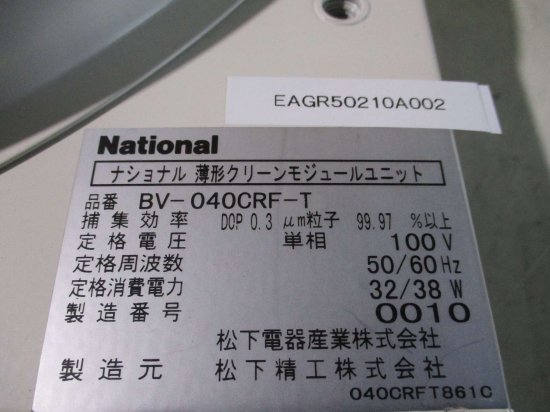 EAGR50210A002
National
ナショナル 薄形クリーンモジュールユニット
品番 BV-040CRF-T
捕集効率 DOP 0.3 μm粒子 99.97 %以上
定格電圧 単相 100 V
定格周波数 50/60 Hz
定格消費電力 32/38 W
製造番号 0010
松下電器産業株式会社
製造元 松下精工株式会社
040CRFT861C